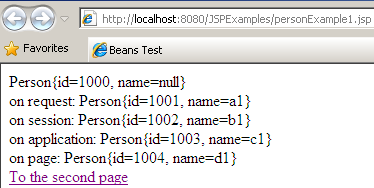 http://localhost:8080/JSPExamples/personExample1.jsp
Favorites
Beans Test
Person{id=1000, name=null}
on request: Person{id=1001, name=a1}
on session: Person{id=1002, name=b1}
on application: Person{id=1003, name=c1}
on page: Person{id=1004, name=d1}
To the second page